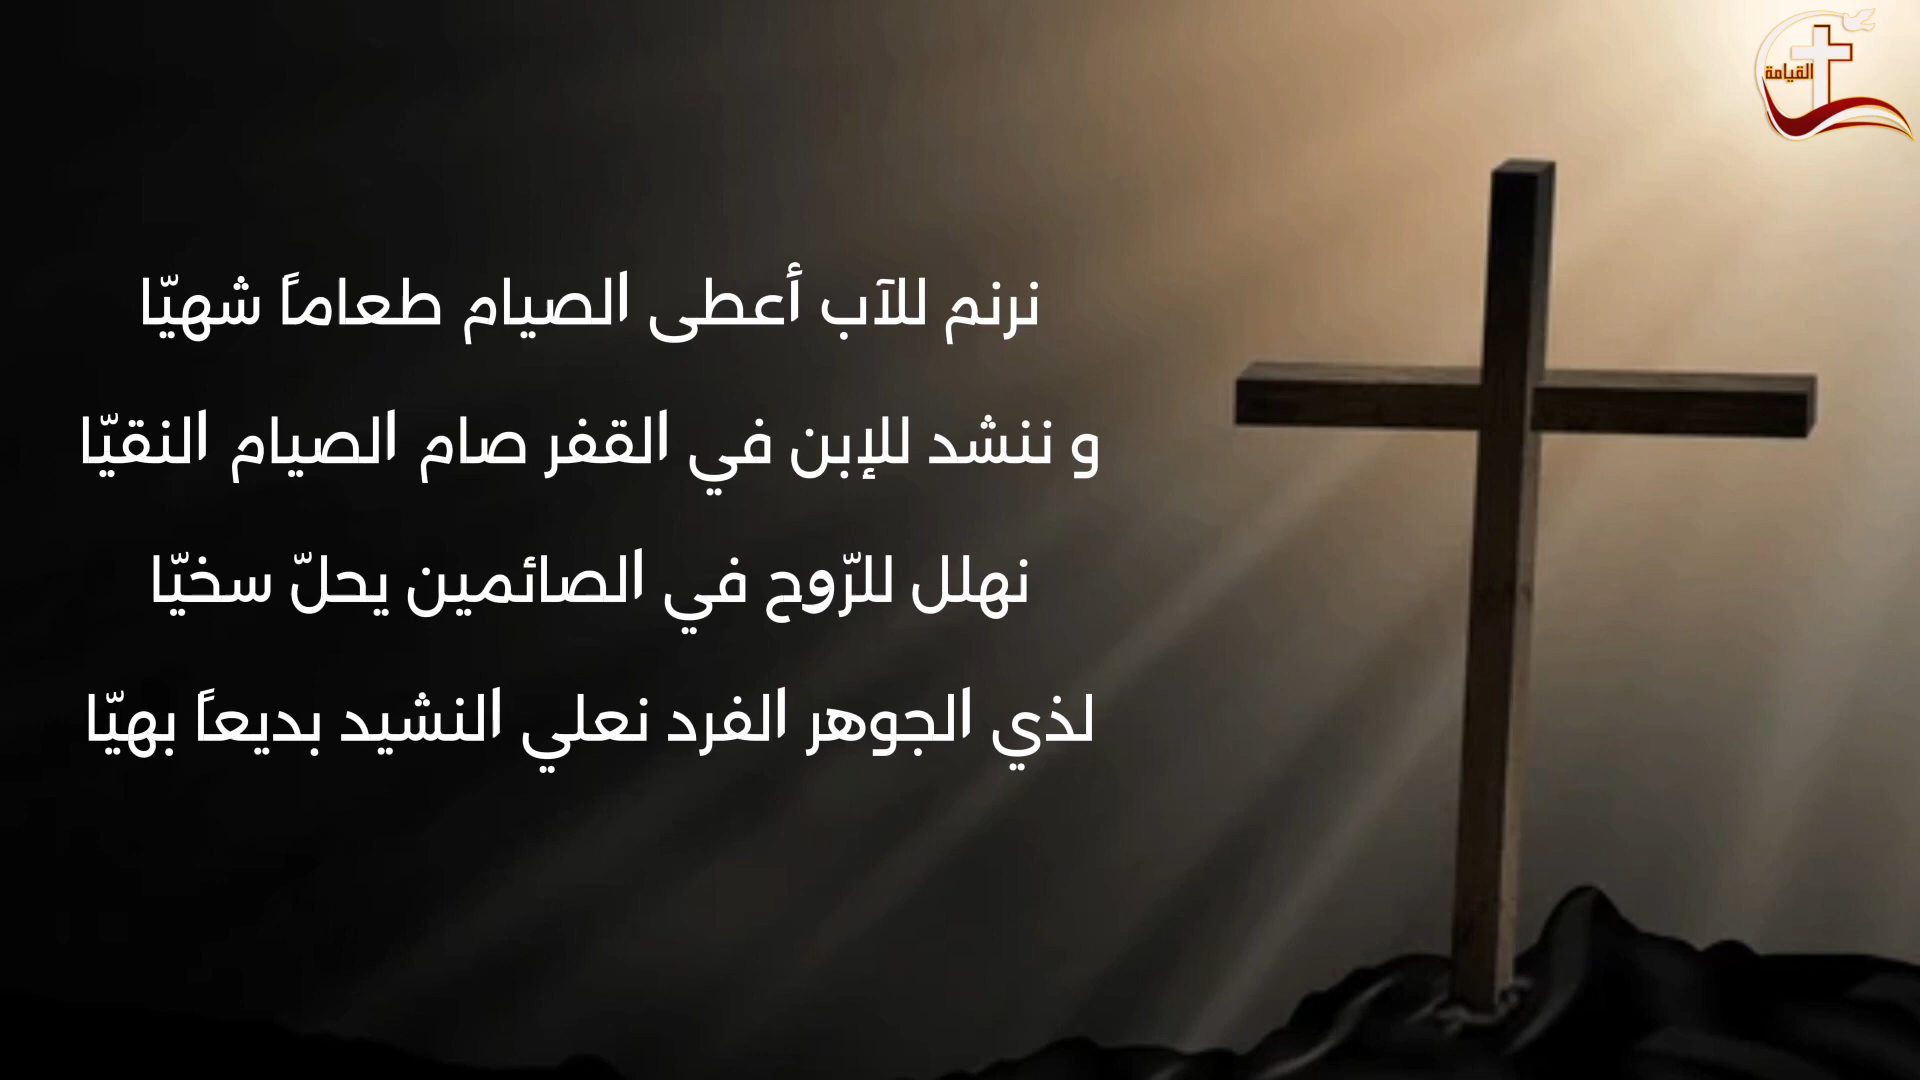 القيامة
نرنم للآب أعطى الصيام طعاماً شهيّا
و ننشد للإبن في القفر صام الصيام النقيّا
نهلل للرّوح في الصائمين يحلّ سخيّا
لذي الجوهر الفرد نعلي النشيد بديعاً بهيّا